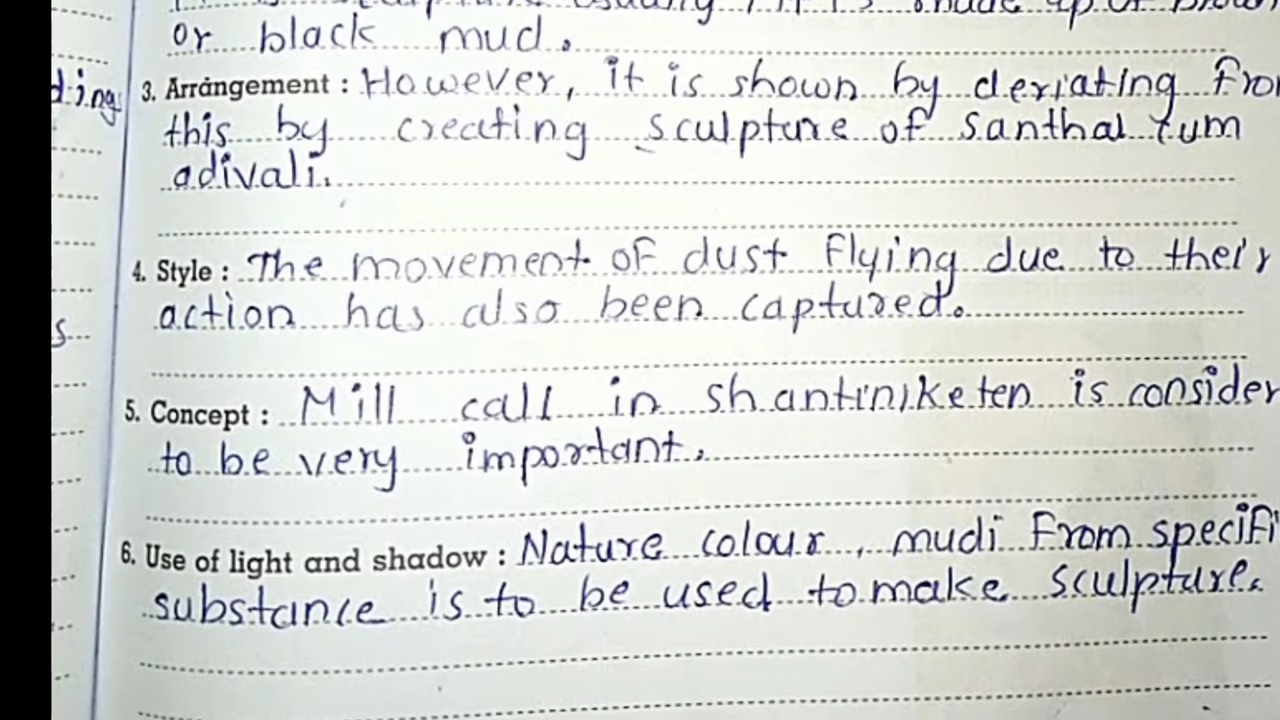 or black mud.
ding
3. Arrangement : However, it is shown by deriating from
this by creating sculpture of santhal tum
adivali.
4. Style : The movement of dust flying due to their
action has also been captured.
s
5. Concept : Mill call in shantiniketen is consider
to be very important.
6. Use of light and shadow : Nature colour, mudi from specifi
substance is to be used to make sculpture.